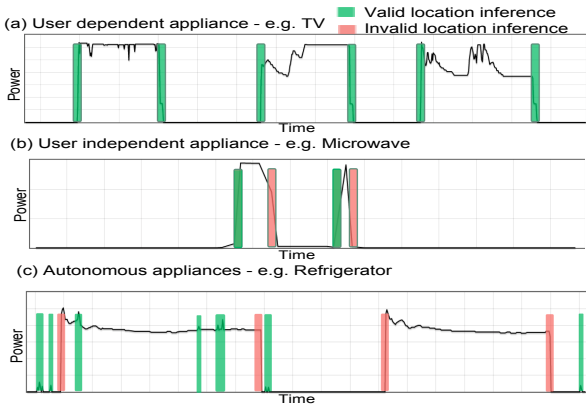 Valid location inference
(a) User dependent appliance - e.g. TV
Invalid location inference
Power
Time
(b) User independent appliance - e.g. Microwave
Power
Time
(c) Autonomous appliances - e.g. Refrigerator
Power
Time